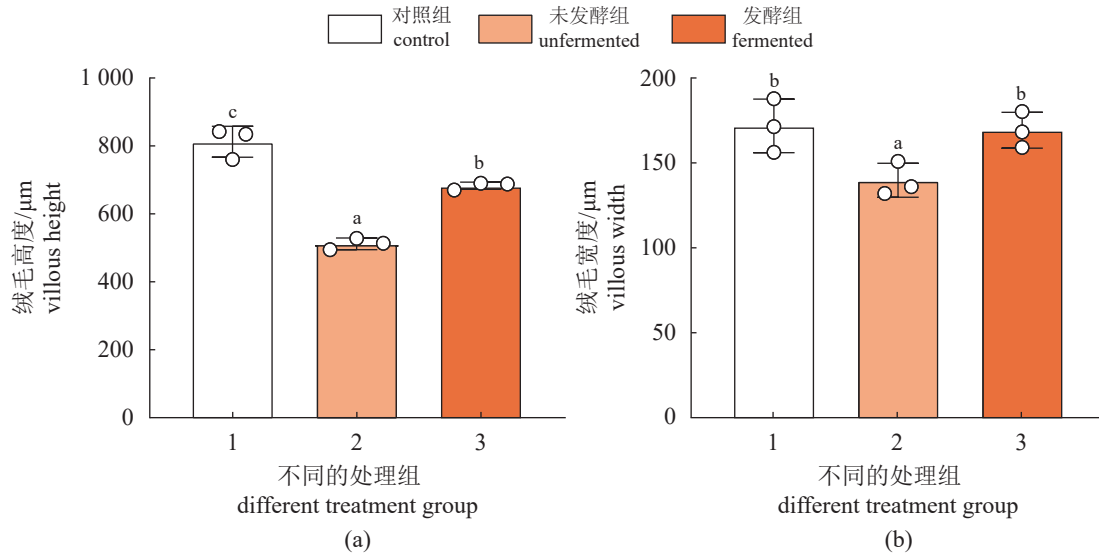 对照组
control
未发酵组
unfermented
发酵组
fermented
(a)
绒毛高度/μm
villous height
1 000
800
600
400
200
0
c
a
b
1 2 3
不同的处理组
different treatment group
(b)
绒毛宽度/μm
villous width
200
150
100
50
0
b
a
b
1 2 3
不同的处理组
different treatment group